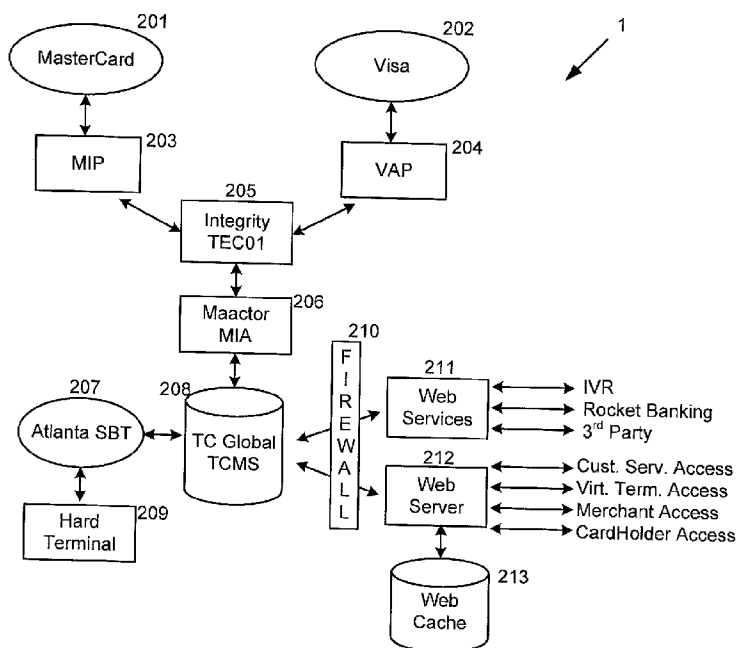 201
MasterCard
202
Visa
1
203
MIP
204
VAP
205
Integrity
TEC01
206
Maactor
MIA
207
Atlanta SBT
208
TC Global
TCMS
209
Hard
Terminal
210
FIREWALL
211
Web
Services
IVR
Rocket Banking
3rd Party
212
Web
Server
Cust. Serv. Access
Virt. Term. Access
Merchant Access
CardHolder Access
213
Web
Cache